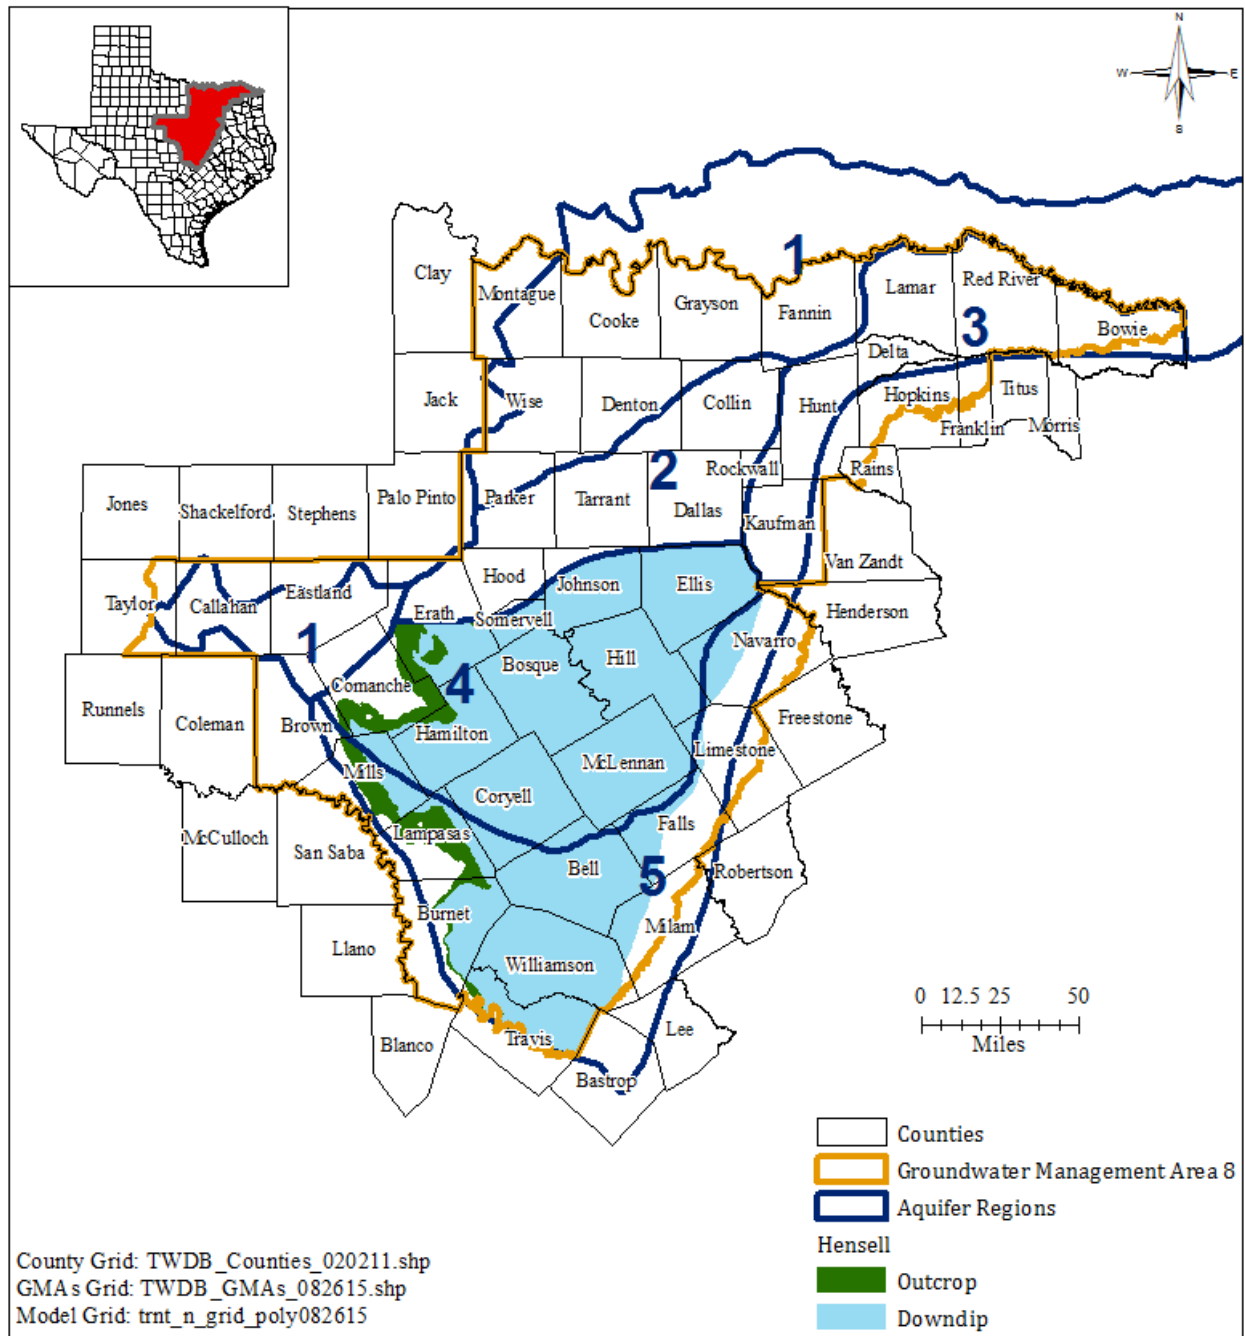 N
W E
S
1
Clay
Montague
Cooke
Grayson
Fannin
Lamar
Red River
3
Bowie
Delta
Jack
Wise
Denton
Collin
Hunt
Hopkins
Titus
Franklin
Morris
2
Rockwall
Rains
Jones
Shackelford
Stephens
Palo Pinto
Parker
Tarrant
Dallas
Kaufman
Van Zandt
Taylor
Callahan
Eastland
Hood
Johnson
Ellis
Erath
Somervell
Henderson
1
Navarro
Bosque
Hill
Comanche
4
Runnels
Coleman
Brown
Hamilton
Freestone
Limestone
Mills
McLennan
Coryell
McCulloch
San Saba
Lampasas
Falls
Bell
5
Robertson
Burnet
Milam
Llano
Williamson
Travis
Lee
Blanco
Bastrop
0 12.5 25 50
Miles
Counties
Groundwater Management Area 8
Aquifer Regions
Hensell
Outcrop
Downdip
County Grid: TWDB_Counties_020211.shp
GMAs Grid: TWDB_GMAs_082615.shp
Model Grid: trnt_n_grid_poly082615